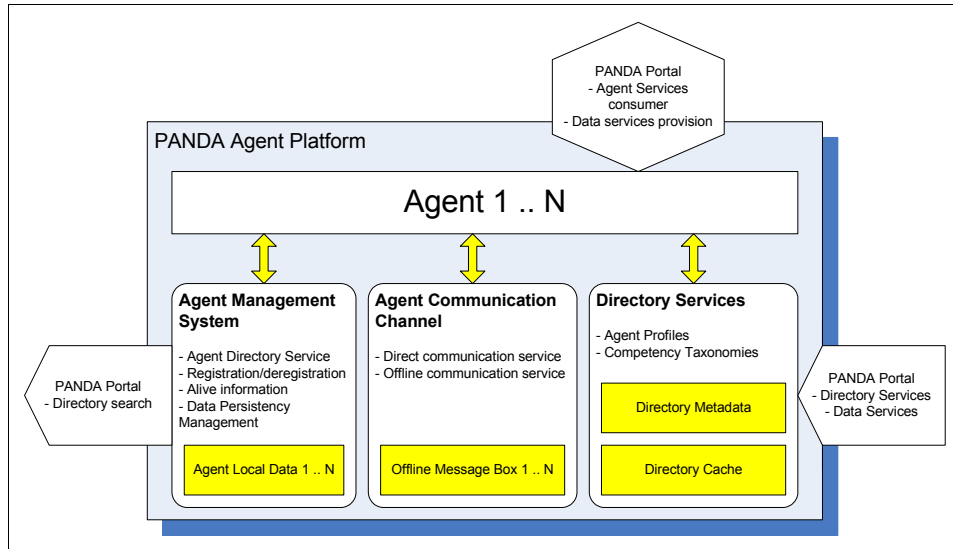 PANDA Portal
- Agent Services
consumer
- Data services provision
PANDA Agent Platform
Agent 1 .. N
Agent Management
System
- Agent Directory Service
- Registration/deregistration
- Alive information
- Data Persistency
Management
Agent Local Data 1 .. N
Agent Communication
Channel
- Direct communication service
- Offline communication service
Offline Message Box 1 .. N
Directory Services
- Agent Profiles
- Competency Taxonomies
Directory Metadata
Directory Cache
PANDA Portal
- Directory search
PANDA Portal
- Directory Services
- Data Services